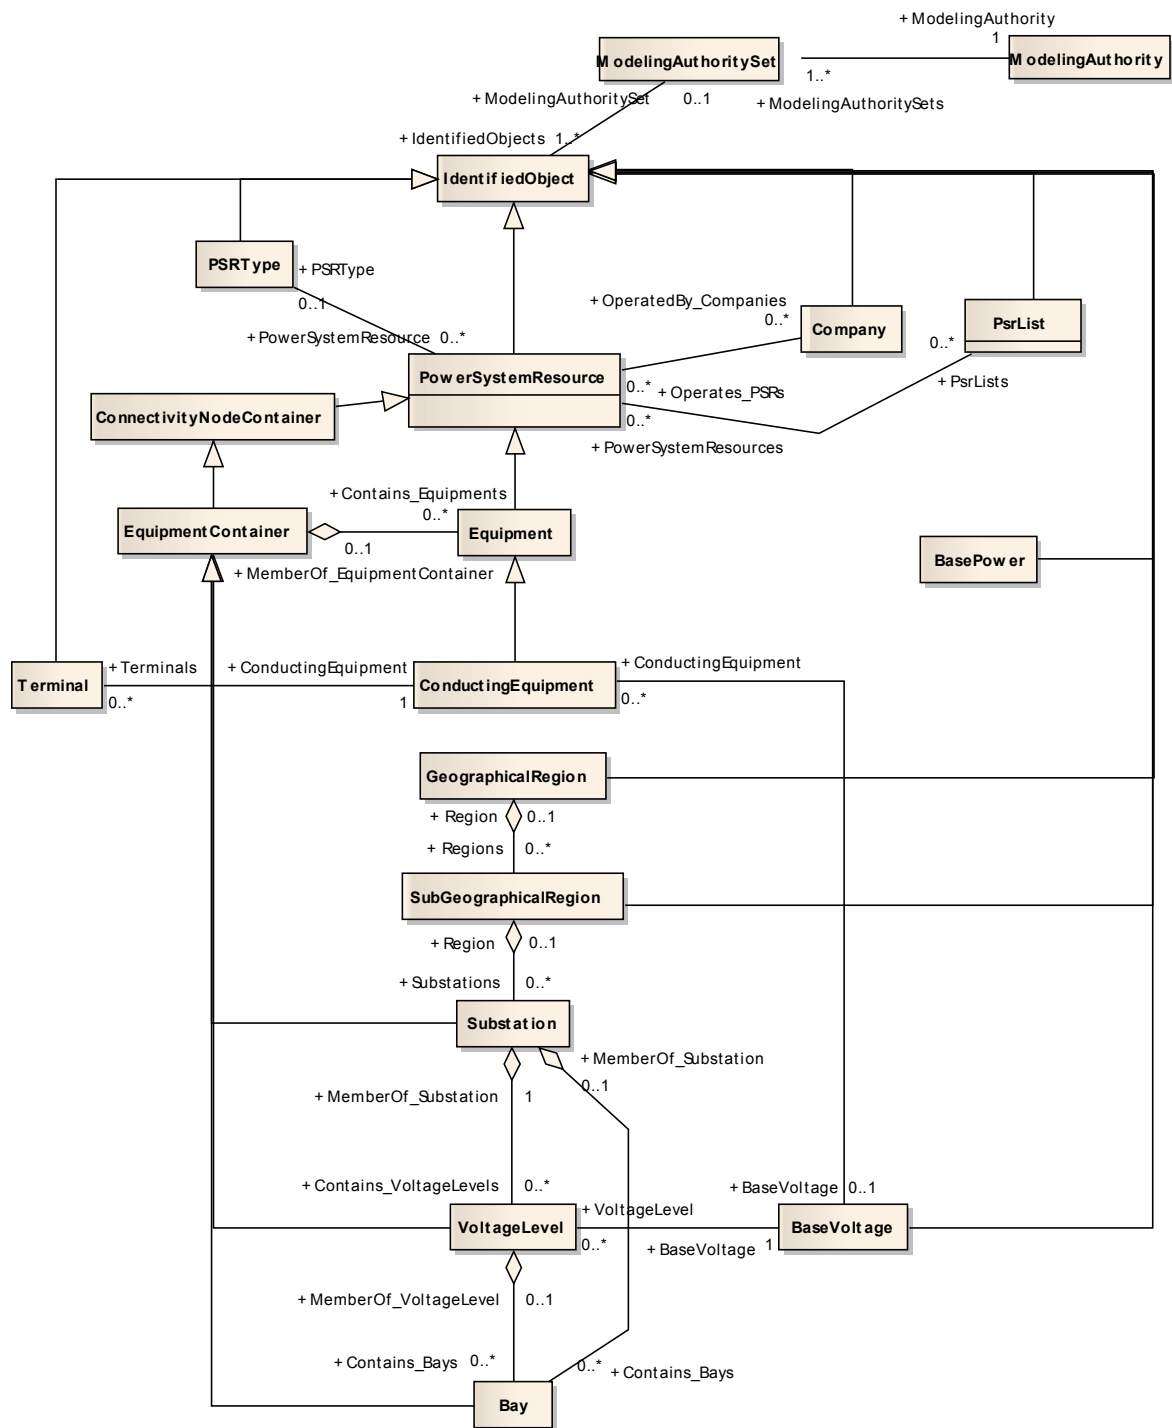 + ModelingAuthority
1
ModelingAuthoritySet
ModelingAuthority
1..*
+ ModelingAuthoritySet
0..1
+ ModelingAuthoritySets
+ IdentifiedObjects 1..*
IdentifiedObject
PSRType
+ PSRType
0..1
+ OperatedBy_Companies
0..*
Company
PsrList
+ PowerSystemResource 0..*
0..*
PowerSystemResource
+ PsrLists
0..*
+ Operates_PSRs
ConnectivityNodeContainer
0..*
+ PowerSystemResources
+ Contains_Equipments
0..*
EquipmentContainer
Equipment
0..1
BasePower
+ MemberOf_EquipmentContainer
+ Terminals
+ ConductingEquipment
+ ConductingEquipment
Terminal
ConductingEquipment
0..*
1
0..*
GeographicalRegion
+ Region 0..1
+ Regions 0..*
SubGeographicalRegion
+ Region 0..1
+ Substations 0..*
Substation
+ MemberOf_Substation
0..1
+ MemberOf_Substation 1
+ Contains_VoltageLevels 0..*
+ BaseVoltage 0..1
+ VoltageLevel
VoltageLevel
BaseVoltage
0..*
+ BaseVoltage 1
+ MemberOf_VoltageLevel 0..1
+ Contains_Bays 0..*
0..* + Contains_Bays
Bay